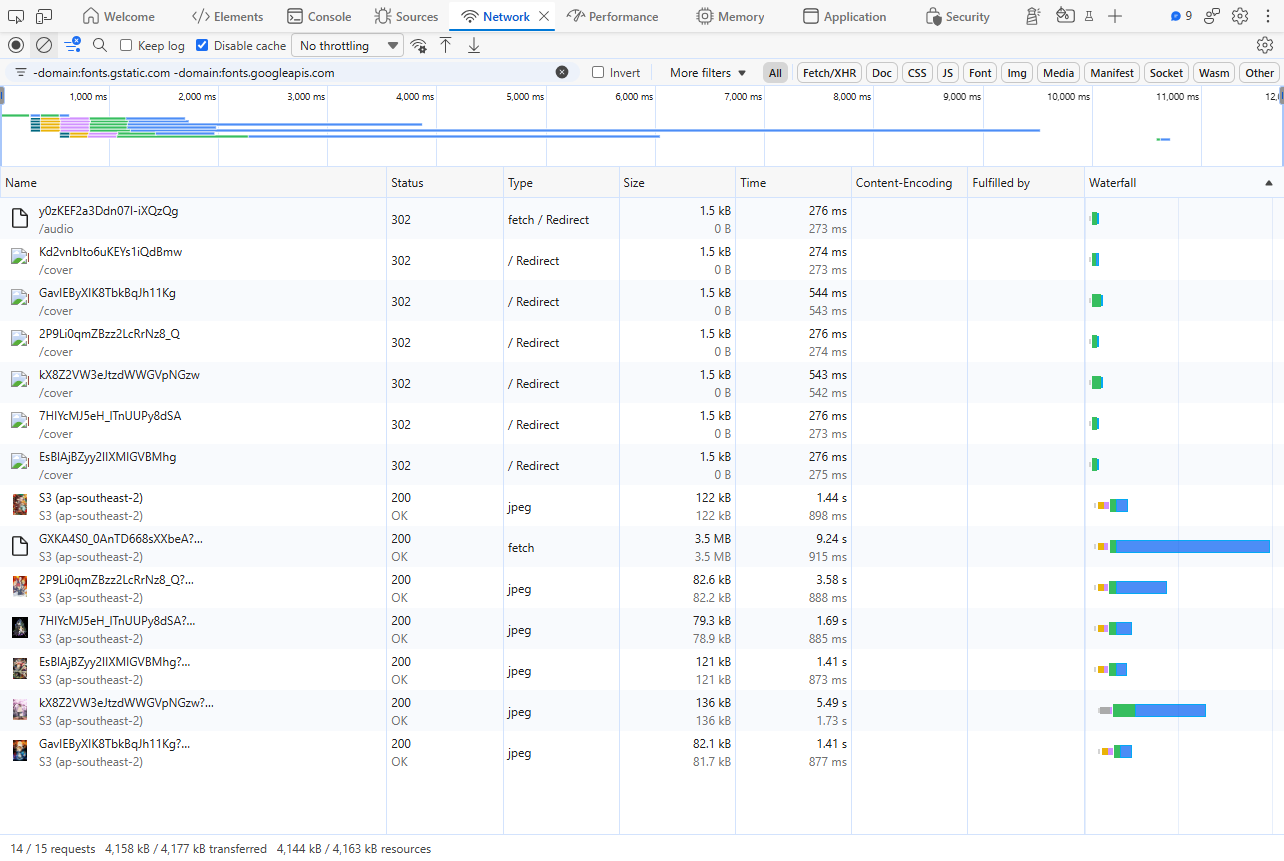 Welcome Elements Console Sources Network Performance Memory Application Security 9
Keep log Disable cache No throttling
-domain:fonts.gstatic.com -domain:fonts.googleapis.com Invert More filters All Fetch/XHR Doc CSS JS Font Img Media Manifest Socket Wasm Other
1,000 ms 2,000 ms 3,000 ms 4,000 ms 5,000 ms 6,000 ms 7,000 ms 8,000 ms 9,000 ms 10,000 ms 11,000 ms 12,0
Name Status Type Size Time Content-Encoding Fulfilled by Waterfall
y0zKEF2a3Ddn07I-iXQzQg 302 fetch / Redirect 1.5 kB 276 ms
/audio 0 B 273 ms
Kd2vnbIto6uKEYs1iQdBmw 302 / Redirect 1.5 kB 274 ms
/cover 0 B 273 ms
GavIEByXIK8TbkBqJh11Kg 302 / Redirect 1.5 kB 544 ms
/cover 0 B 543 ms
2P9Li0qmZBzz2LcRrNz8_Q 302 / Redirect 1.5 kB 276 ms
/cover 0 B 274 ms
kX8Z2VW3eJtzdWWGVpNGzw 302 / Redirect 1.5 kB 543 ms
/cover 0 B 542 ms
7HIYcMJ5eH_ITnUUPy8dSA 302 / Redirect 1.5 kB 276 ms
/cover 0 B 273 ms
EsBIAjBZyy2IIXMIGVBMhg 302 / Redirect 1.5 kB 276 ms
/cover 0 B 275 ms
S3 (ap-southeast-2) 200 jpeg 122 kB 1.44 s
S3 (ap-southeast-2) OK 122 kB 898 ms
GXKA4S0_0AnTD668sXXbeA?... 200 fetch 3.5 MB 9.24 s
S3 (ap-southeast-2) OK 3.5 MB 915 ms
2P9Li0qmZBzz2LcRrNz8_Q?... 200 jpeg 82.6 kB 3.58 s
S3 (ap-southeast-2) OK 82.2 kB 888 ms
7HIYcMJ5eH_ITnUUPy8dSA?... 200 jpeg 79.3 kB 1.69 s
S3 (ap-southeast-2) OK 78.9 kB 885 ms
EsBIAjBZyy2IIXMIGVBMhg?... 200 jpeg 121 kB 1.41 s
S3 (ap-southeast-2) OK 121 kB 873 ms
kX8Z2VW3eJtzdWWGVpNGzw?... 200 jpeg 136 kB 5.49 s
S3 (ap-southeast-2) OK 136 kB 1.73 s
GavIEByXIK8TbkBqJh11Kg?... 200 jpeg 82.1 kB 1.41 s
S3 (ap-southeast-2) OK 81.7 kB 877 ms
14 / 15 requests 4,158 kB / 4,177 kB transferred 4,144 kB / 4,163 kB resources